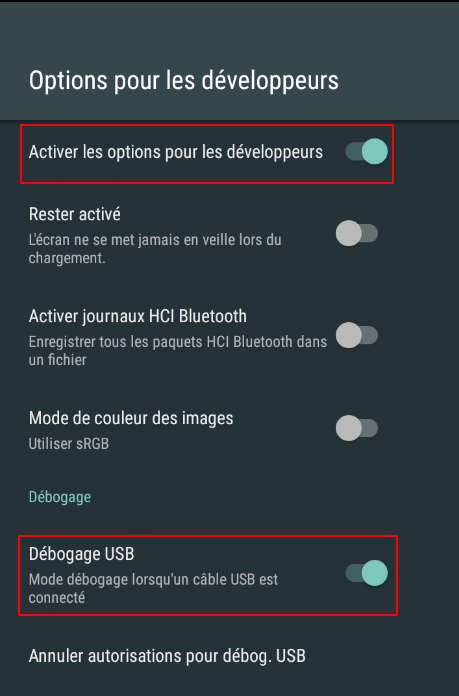 Options pour les développeurs
Activer les options pour les développeurs
Rester activé
L'écran ne se met jamais en veille lors du
chargement.
Activer journaux HCI Bluetooth
Enregistrer tous les paquets HCI Bluetooth dans
un fichier
Mode de couleur des images
Utiliser sRGB
Débogage
Débogage USB
Mode débogage lorsqu'un câble USB est
connecté
Annuler autorisations pour débog. USB